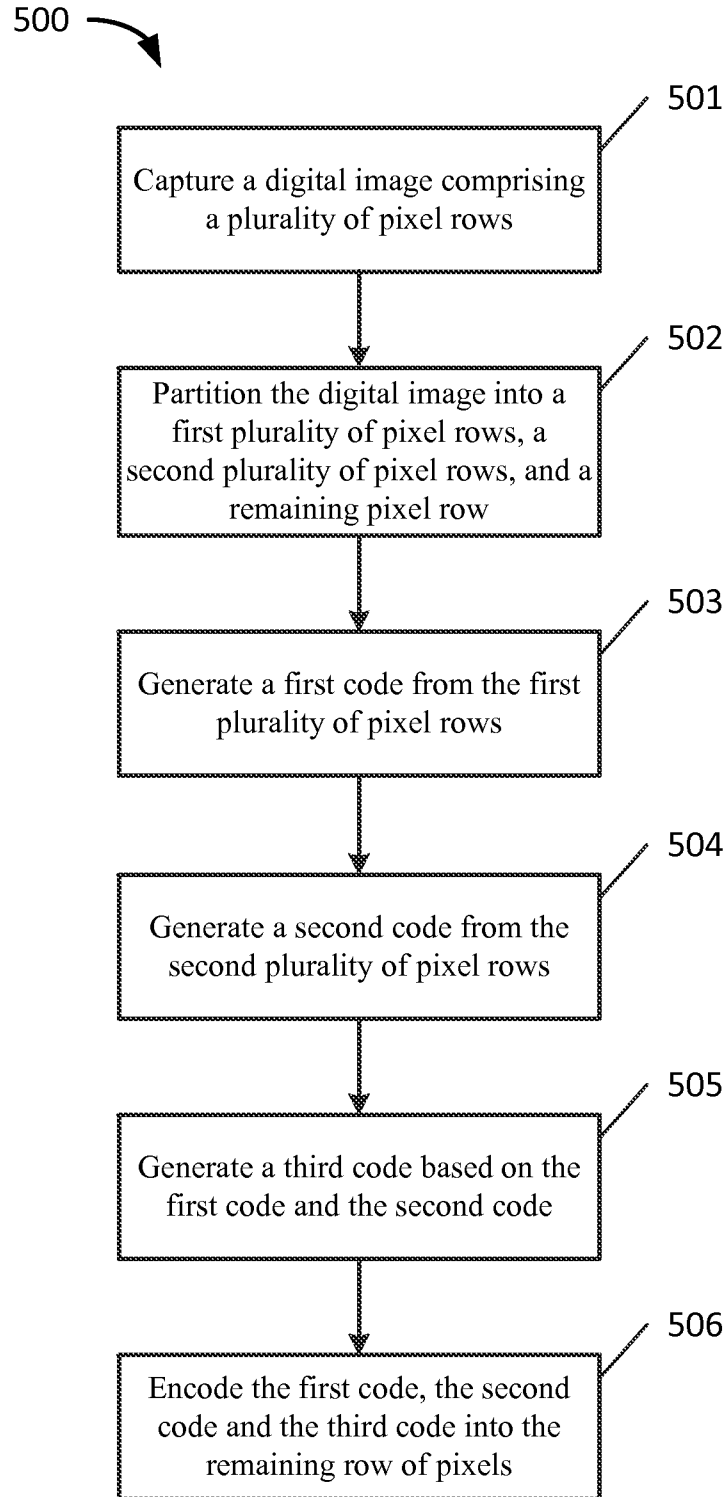 500
501
Capture a digital image comprising
a plurality of pixel rows
502
Partition the digital image into a
first plurality of pixel rows, a
second plurality of pixel rows, and a
remaining pixel row
503
Generate a first code from the first
plurality of pixel rows
504
Generate a second code from the
second plurality of pixel rows
505
Generate a third code based on the
first code and the second code
506
Encode the first code, the second
code and the third code into the
remaining row of pixels